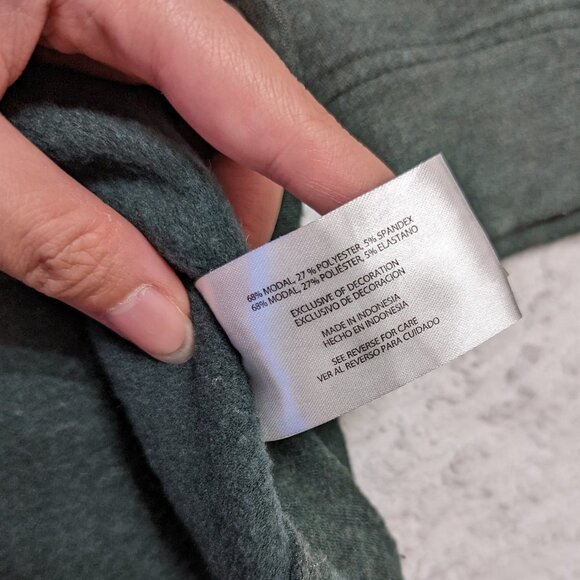 68% MODAL, 27 % POLYESTER, 5% SPANDEX
68% MODAL, 27% POLIÉSTER, 5% ELASTANO
EXCLUSIVE OF DECORATION
EXCLUSIVO DE DECORACIÓN
MADE IN INDONESIA
HECHO EN INDONESIA
SEE REVERSE FOR CARE
VER AL REVERSO PARA CUIDADO